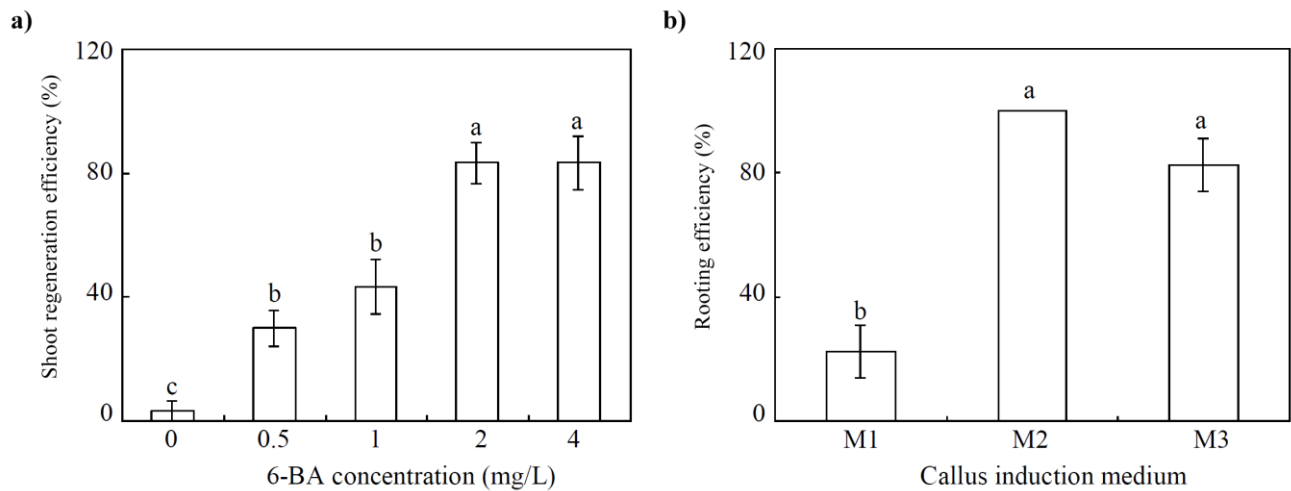 a)
Shoot regeneration efficiency (%)
120
80
40
0
c
b
b
a
a
0 0.5 1 2 4
6-BA concentration (mg/L)
b)
Rooting efficiency (%)
120
80
40
0
b
a
a
M1 M2 M3
Callus induction medium